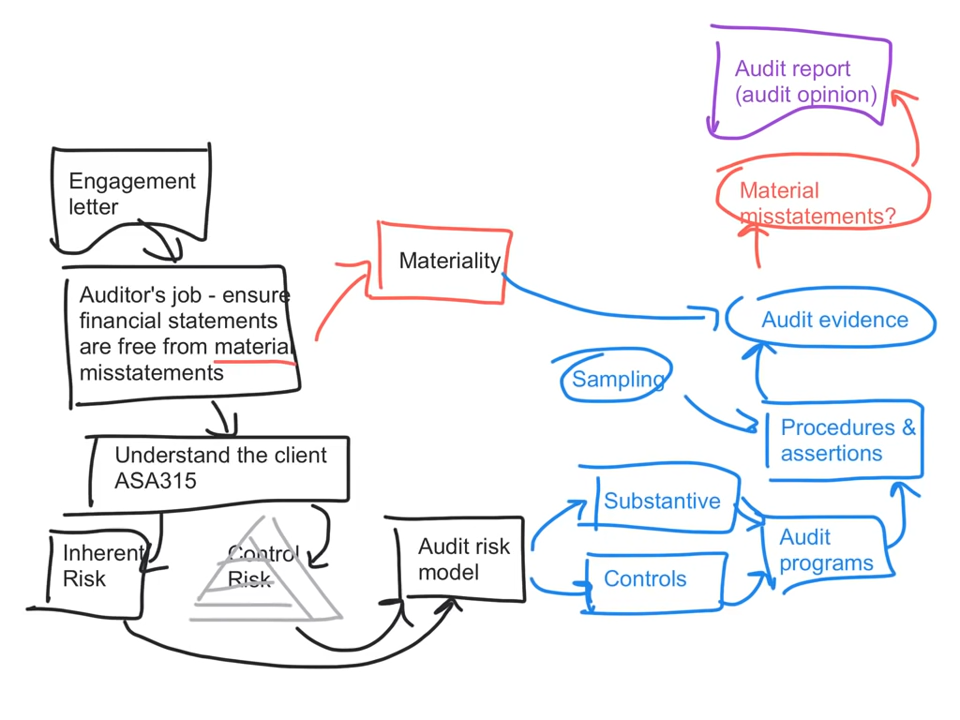 Audit report
(audit opinion)
Engagement
letter
Material
misstatements?
Materiality
Auditor's job - ensure
financial statements
are free from material
misstatements
Audit evidence
Sampling
Procedures &
assertions
Understand the client
ASA315
Inherent
Risk
Control
Risk
Audit risk
model
Substantive
Controls
Audit
programs